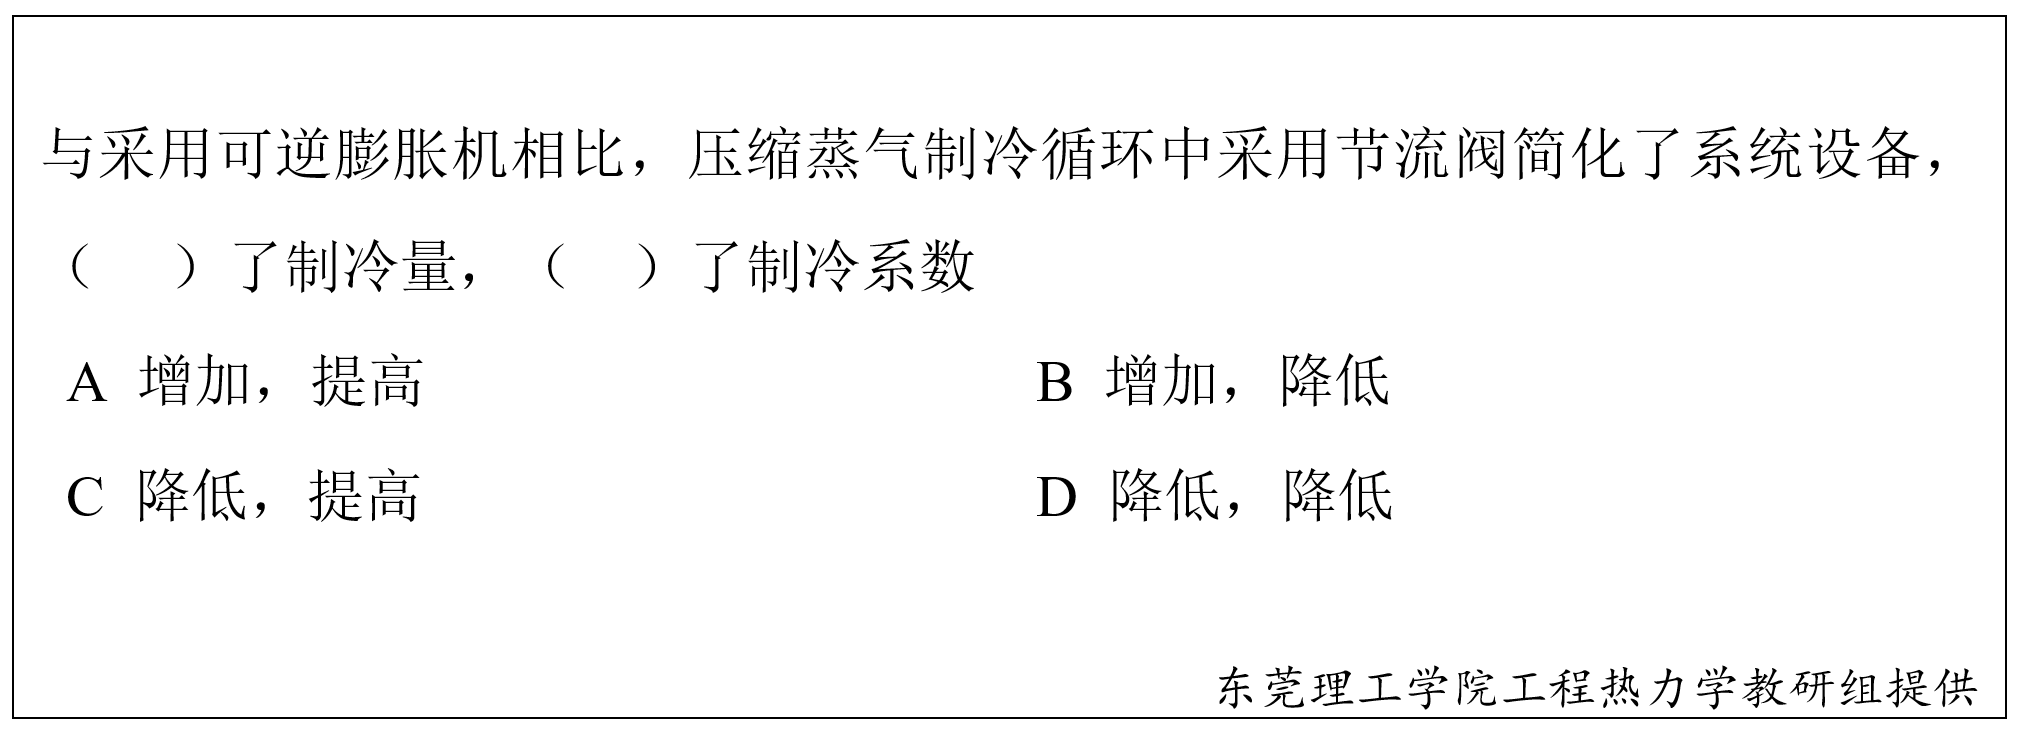 与采用可逆膨胀机相比，压缩蒸气制冷循环中采用节流阀简化了系统设备，
（ ）了制冷量，（ ）了制冷系数
A 增加，提高 B 增加，降低
C 降低，提高 D 降低，降低
东莞理工学院工程热力学教研组提供